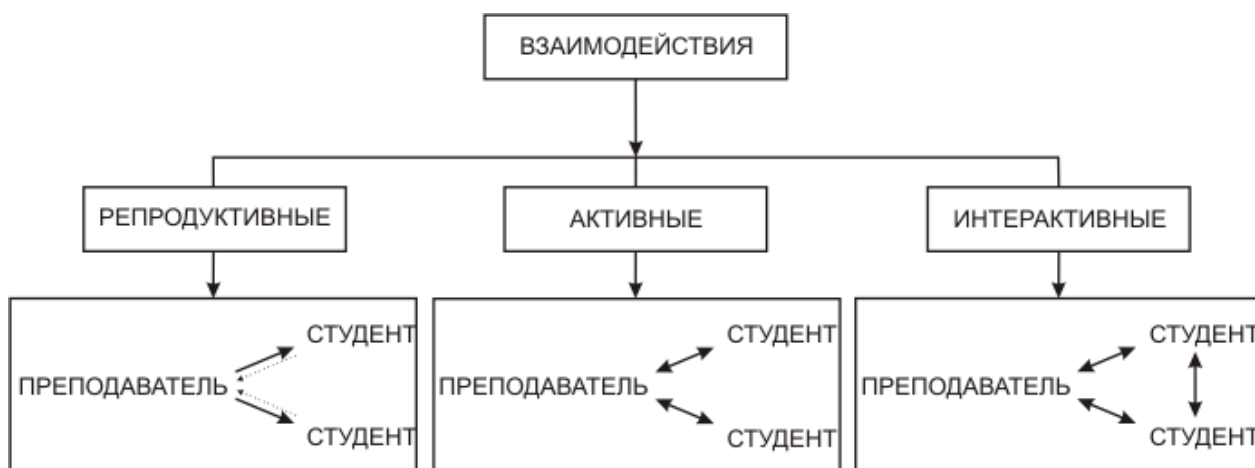 ВЗАИМОДЕЙСТВИЯ
РЕПРОДУКТИВНЫЕ
АКТИВНЫЕ
ИНТЕРАКТИВНЫЕ
СТУДЕНТ
ПРЕПОДАВАТЕЛЬ
СТУДЕНТ
СТУДЕНТ
ПРЕПОДАВАТЕЛЬ
СТУДЕНТ
СТУДЕНТ
ПРЕПОДАВАТЕЛЬ
СТУДЕНТ